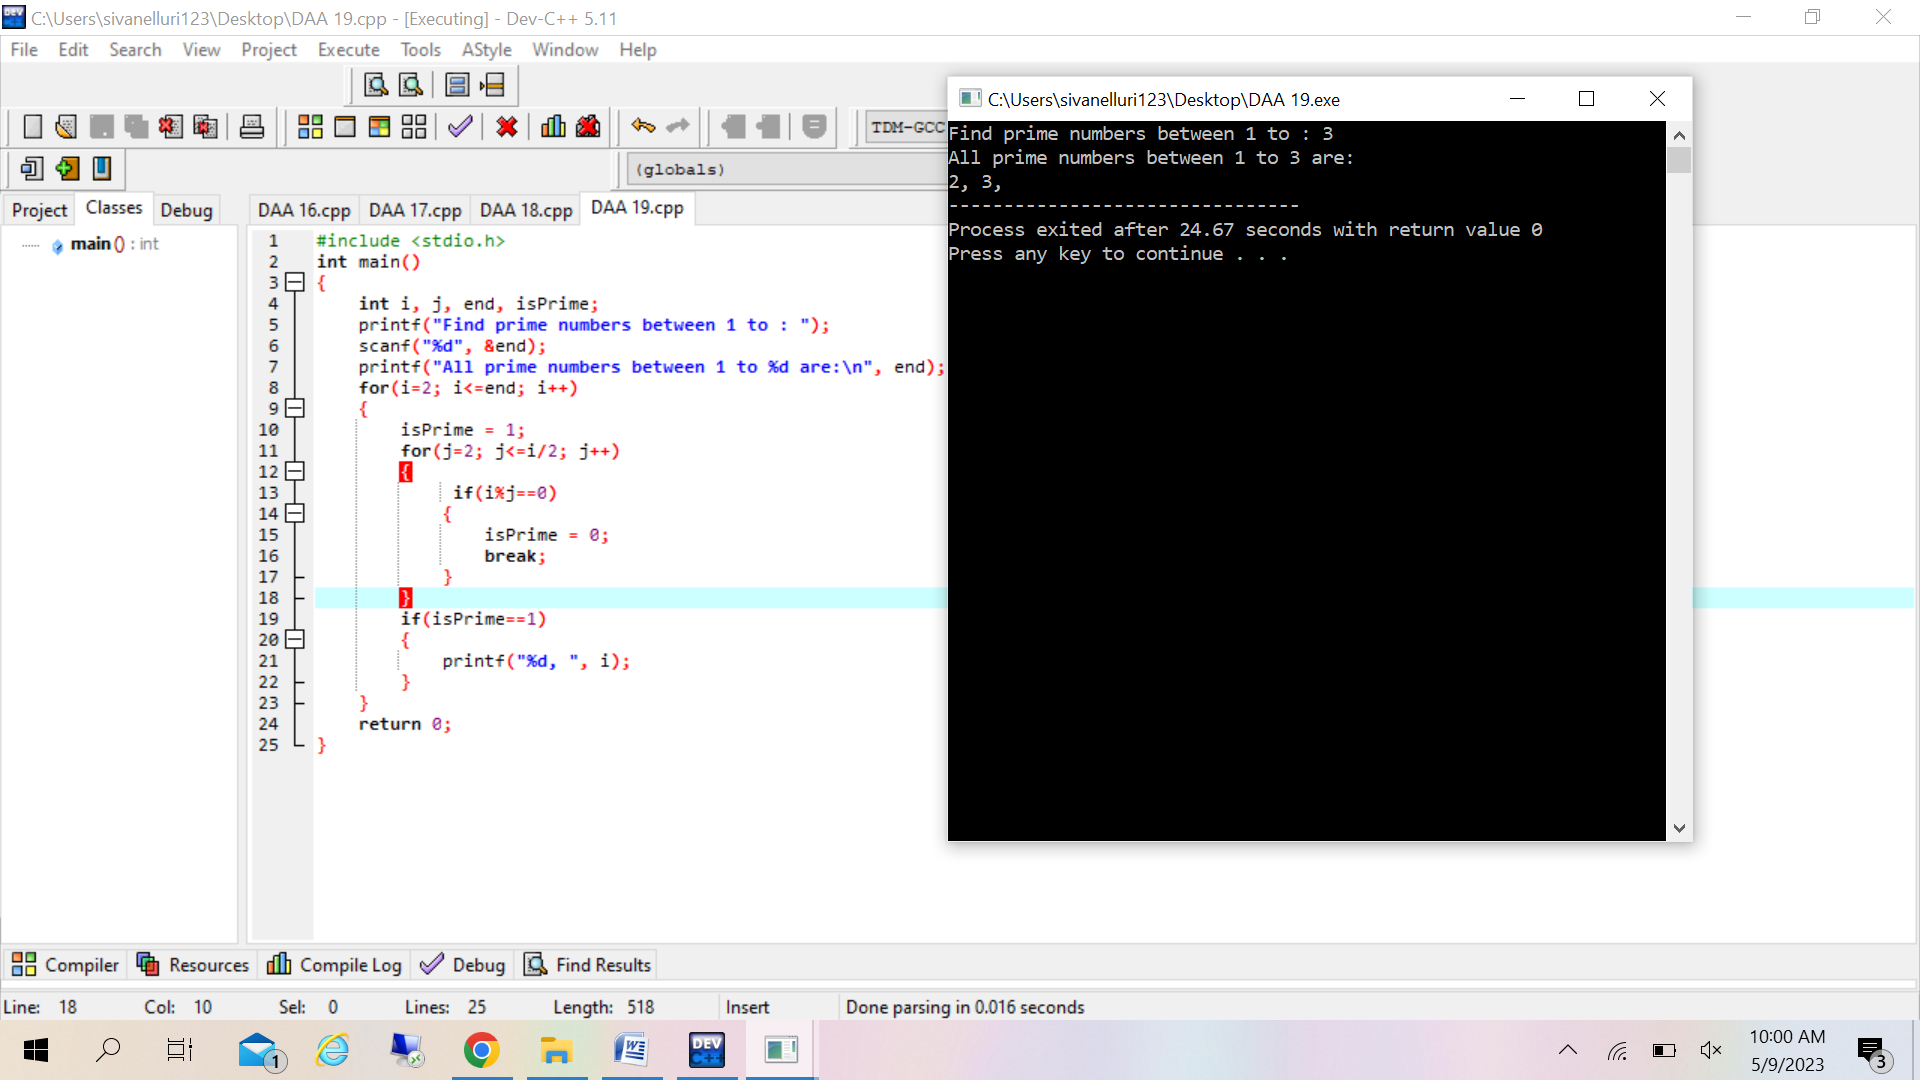 C:\Users\sivanelluri123\Desktop\DAA 19.cpp - [Executing] - Dev-C++ 5.11
File Edit Search View Project Execute Tools AStyle Window Help
TDM-GCC
(globals)
Project Classes Debug
main () : int
DAA 16.cpp DAA 17.cpp DAA 18.cpp DAA 19.cpp
1 #include <stdio.h>
2 int main()
3 {
4 int i, j, end, isPrime;
5 printf("Find prime numbers between 1 to : ");
6 scanf("%d", &end);
7 printf("All prime numbers between 1 to %d are:\n", end);
8 for(i=2; i<=end; i++)
9 {
10 isPrime = 1;
11 for(j=2; j<=i/2; j++)
12 {
13 if(i%j==0)
14 {
15 isPrime = 0;
16 break;
17 }
18 }
19 if(isPrime==1)
20 {
21 printf("%d, ", i);
22 }
23 }
24 return 0;
25 }
C:\Users\sivanelluri123\Desktop\DAA 19.exe
Find prime numbers between 1 to : 3
All prime numbers between 1 to 3 are:
2, 3,
--------------------------------
Process exited after 24.67 seconds with return value 0
Press any key to continue . . .
Compiler Resources Compile Log Debug Find Results
Line: 18 Col: 10 Sel: 0 Lines: 25 Length: 518 Insert Done parsing in 0.016 seconds
1
DEV C++
10:00 AM
5/9/2023
3